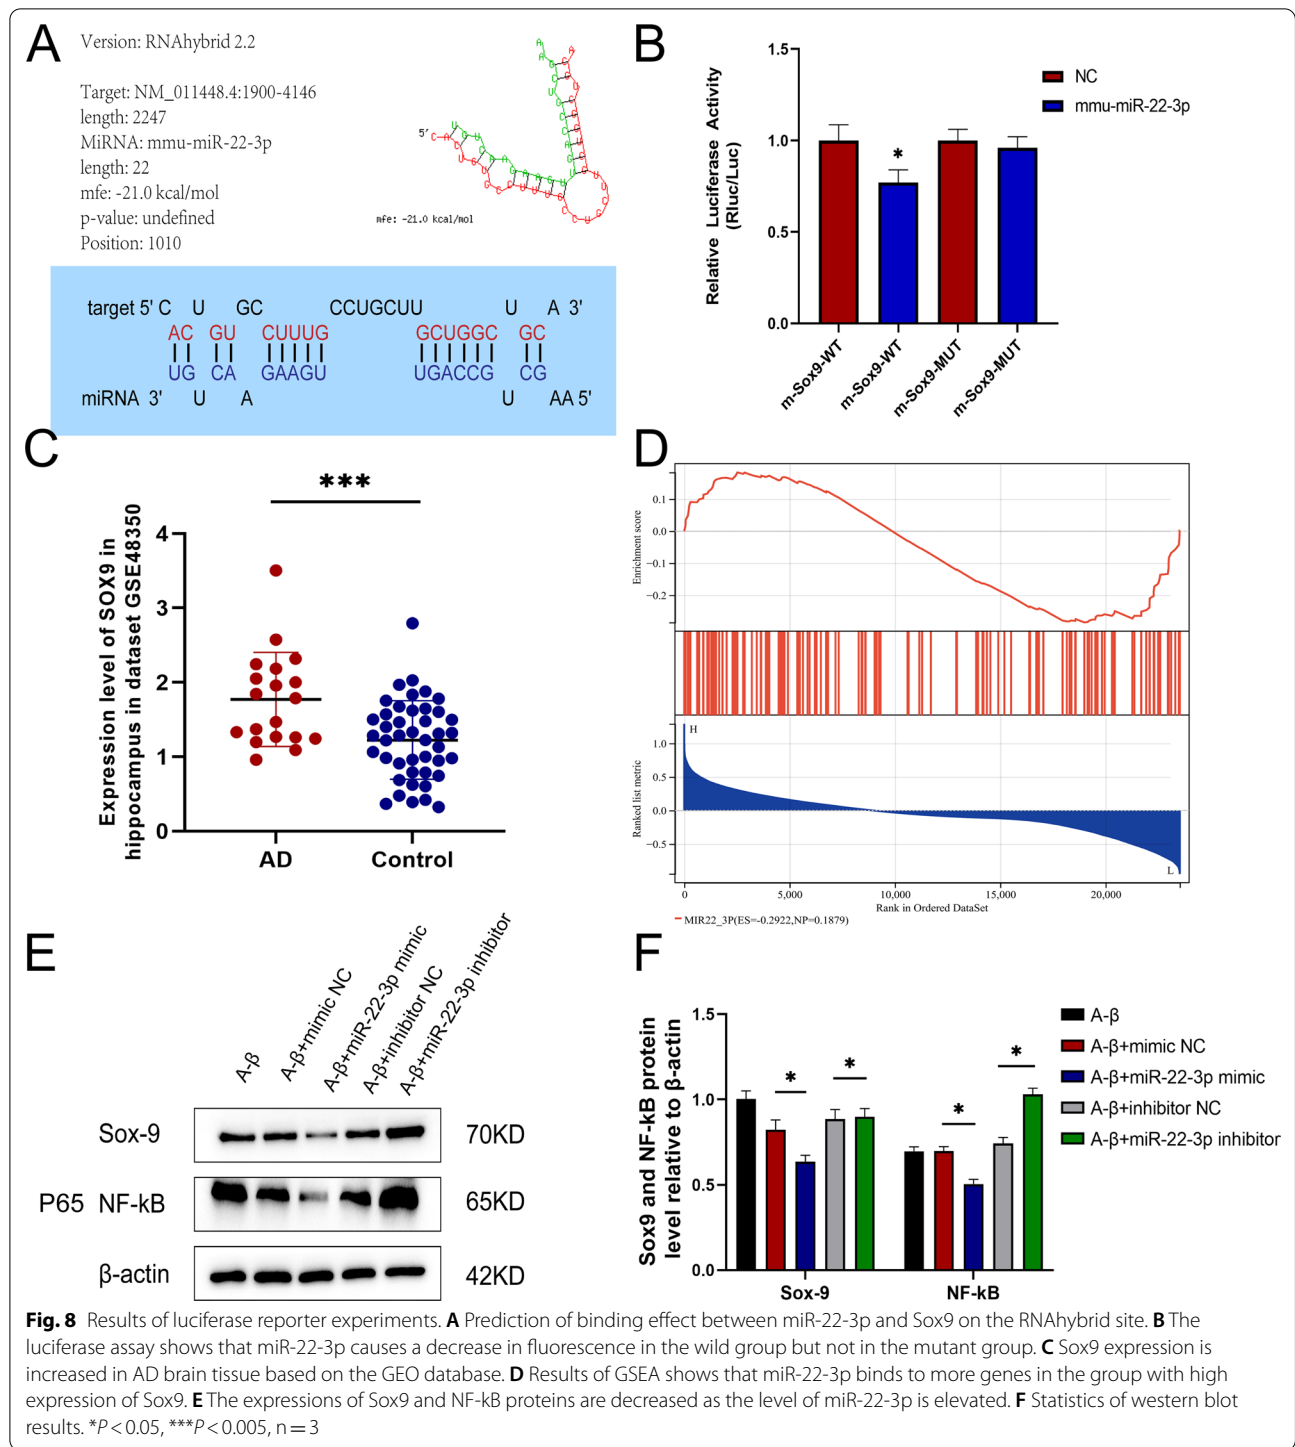 A
Version: RNAhybrid 2.2
Target: NM_011448.4:1900-4146
length: 2247
MiRNA: mmu-miR-22-3p
length: 22
mfe: -21.0 kcal/mol
p-value: undefined
Position: 1010
5'
mfe: -21.0 kcal/mol
target 5' C U GC CCUGCUU U A 3'
AC GU CUUUG GCUGGC GC
UG CA GAAGU UGACCG CG
miRNA 3' U A U AA 5'
B
Relative Luciferase Activity
(Rluc/Luc)
1.5
1.0
0.5
0.0
*
NC
mmu-miR-22-3p
m-Sox9-WT
m-Sox9-WT
m-Sox9-MUT
m-Sox9-MUT
C
Expression level of SOX9 in
hippocampus in dataset GSE48350
4
3
2
1
0
***
AD
Control
D
Enrichment score
0.1
0.0
−0.1
−0.2
Ranked list metric
1.0
0.5
0.0
−0.5
H
L
0
5,000
10,000
15,000
20,000
Rank in Ordered DataSet
MIR22_3P(ES=-0.2922,NP=0.1879)
E
A-β
A-β+mimic NC
A-β+miR-22-3p mimic
A-β+inhibitor NC
A-β+miR-22-3p inhibitor
Sox-9 70KD
P65 NF-kB 65KD
β-actin 42KD
F
Sox9 and NF-kB protein
level relative to β-actin
1.5
1.0
0.5
0.0
*
*
*
*
Sox-9
NF-kB
A-β
A-β+mimic NC
A-β+miR-22-3p mimic
A-β+inhibitor NC
A-β+miR-22-3p inhibitor
Fig. 8 Results of luciferase reporter experiments. A Prediction of binding effect between miR-22-3p and Sox9 on the RNAhybrid site. B The
luciferase assay shows that miR-22-3p causes a decrease in fluorescence in the wild group but not in the mutant group. C Sox9 expression is
increased in AD brain tissue based on the GEO database. D Results of GSEA shows that miR-22-3p binds to more genes in the group with high
expression of Sox9. E The expressions of Sox9 and NF-kB proteins are decreased as the level of miR-22-3p is elevated. F Statistics of western blot
results. *P < 0.05, ***P < 0.005, n = 3